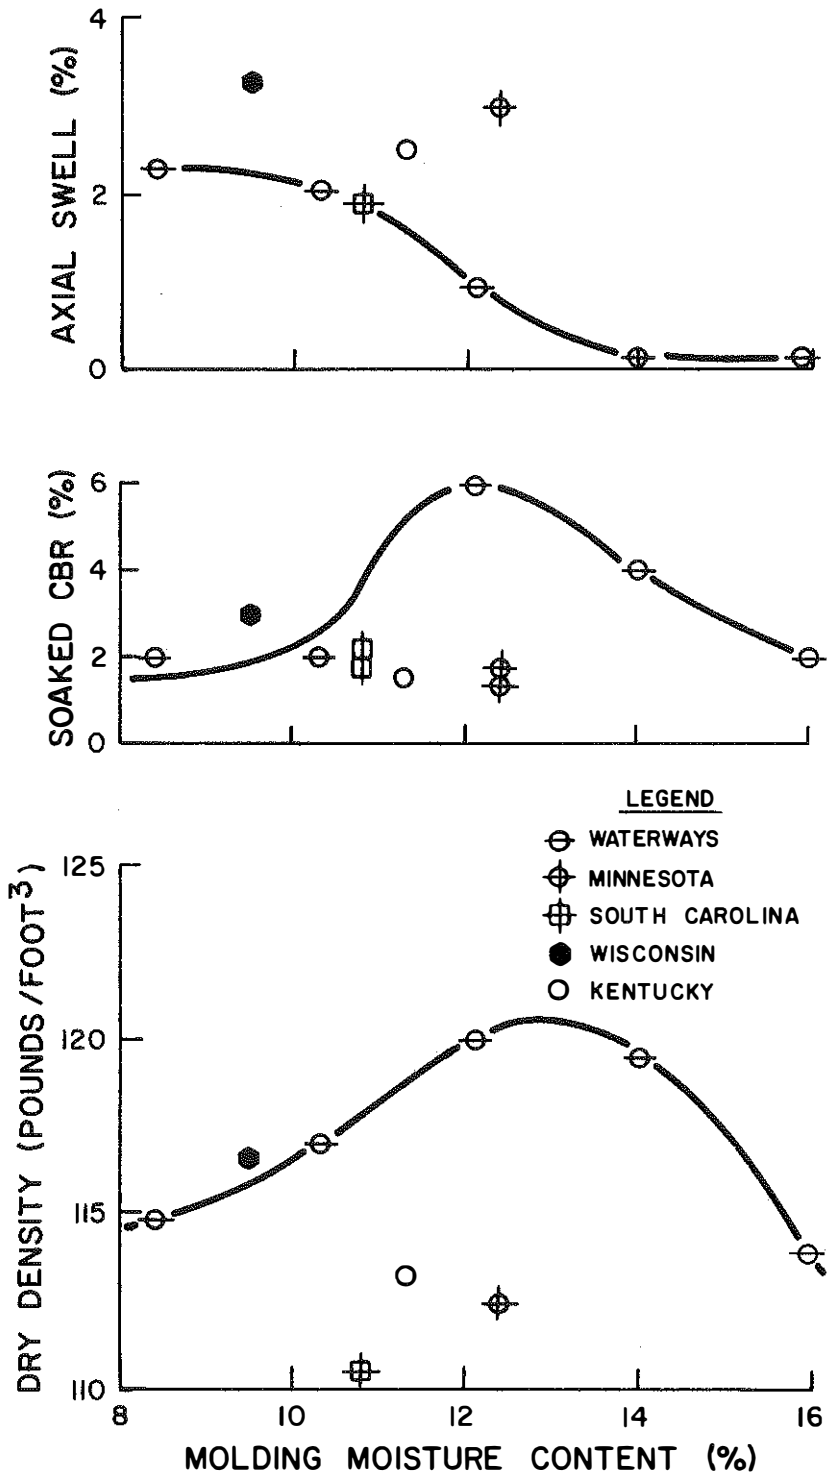 AXIAL SWELL (%)
4
2
0
SOAKED CBR (%)
6
4
2
0
LEGEND
WATERWAYS
MINNESOTA
SOUTH CAROLINA
WISCONSIN
KENTUCKY
DRY DENSITY (POUNDS/FOOT³)
125
120
115
110
8 10 12 14 16
MOLDING MOISTURE CONTENT (%)